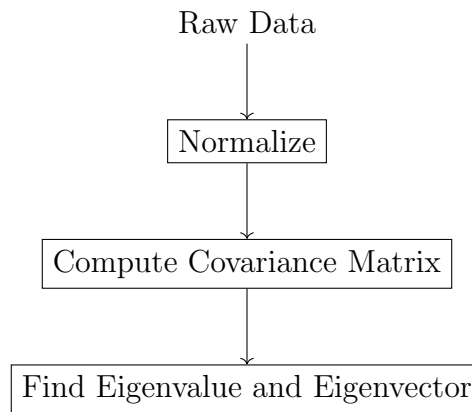 Raw Data
Normalize
Compute Covariance Matrix
Find Eigenvalue and Eigenvector